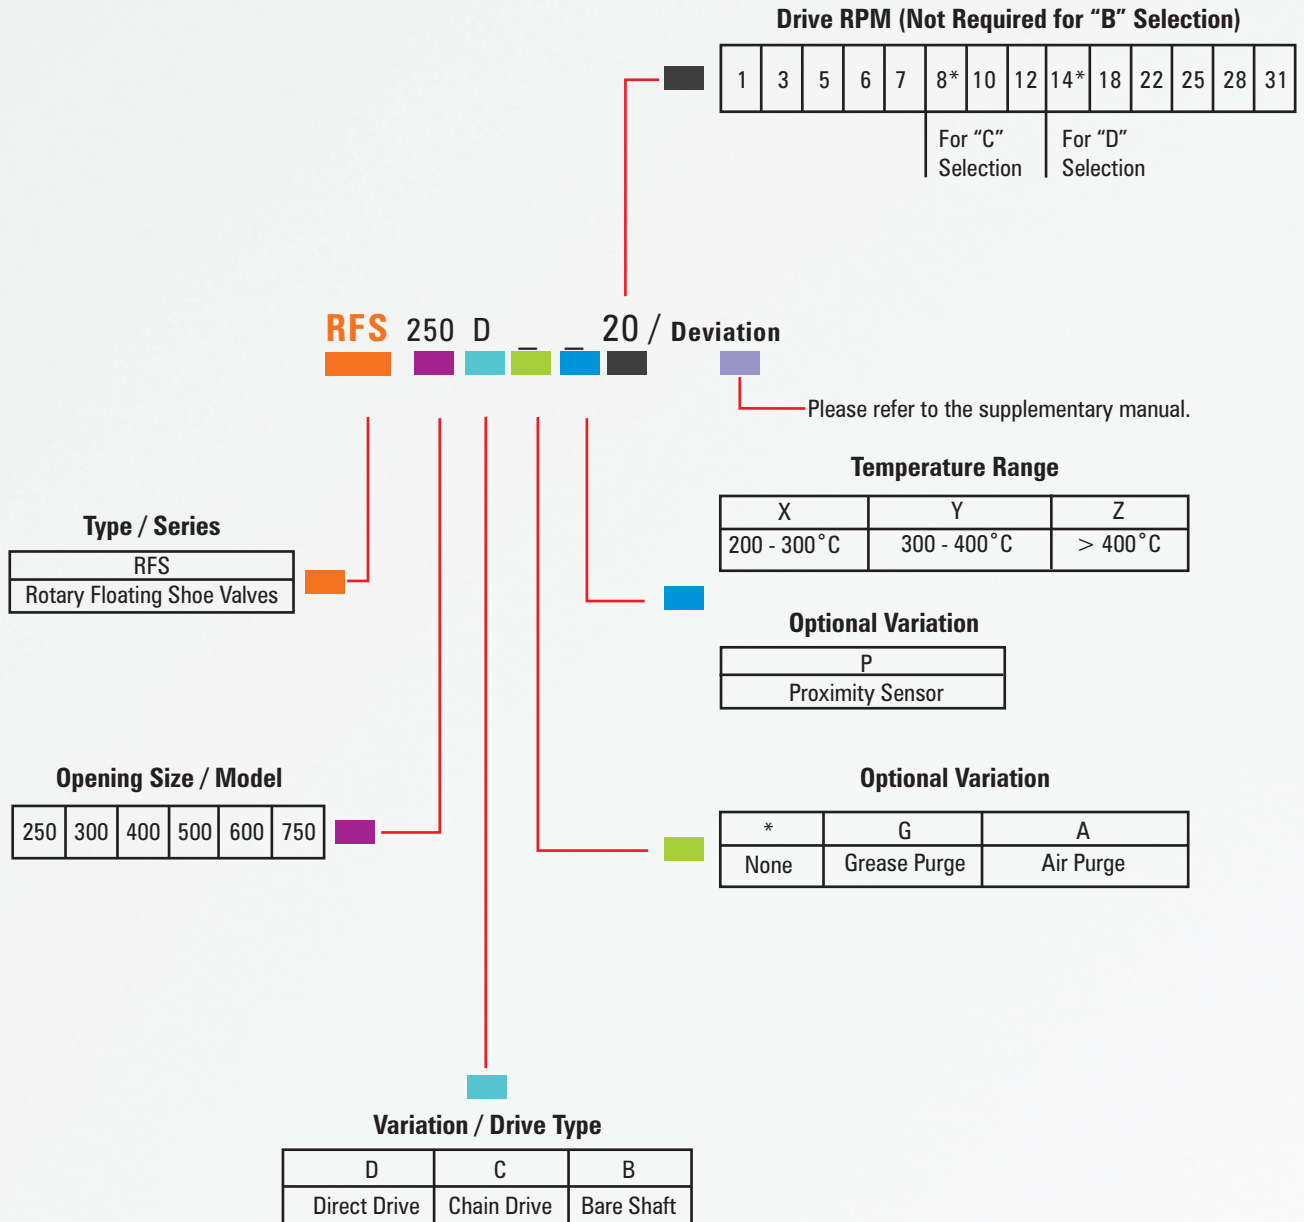 Drive RPM (Not Required for “B” Selection)
1 3 5 6 7 8* 10 12 14* 18 22 25 28 31
For “C” Selection
For “D” Selection
RFS 250 D _ _ 20 / Deviation
Please refer to the supplementary manual.
Temperature Range
X Y Z
200 - 300˚C 300 - 400˚C > 400˚C
Type / Series
RFS
Rotary Floating Shoe Valves
Optional Variation
P
Proximity Sensor
Opening Size / Model
250 300 400 500 600 750
Optional Variation
* G A
None Grease Purge Air Purge
Variation / Drive Type
D C B
Direct Drive Chain Drive Bare Shaft